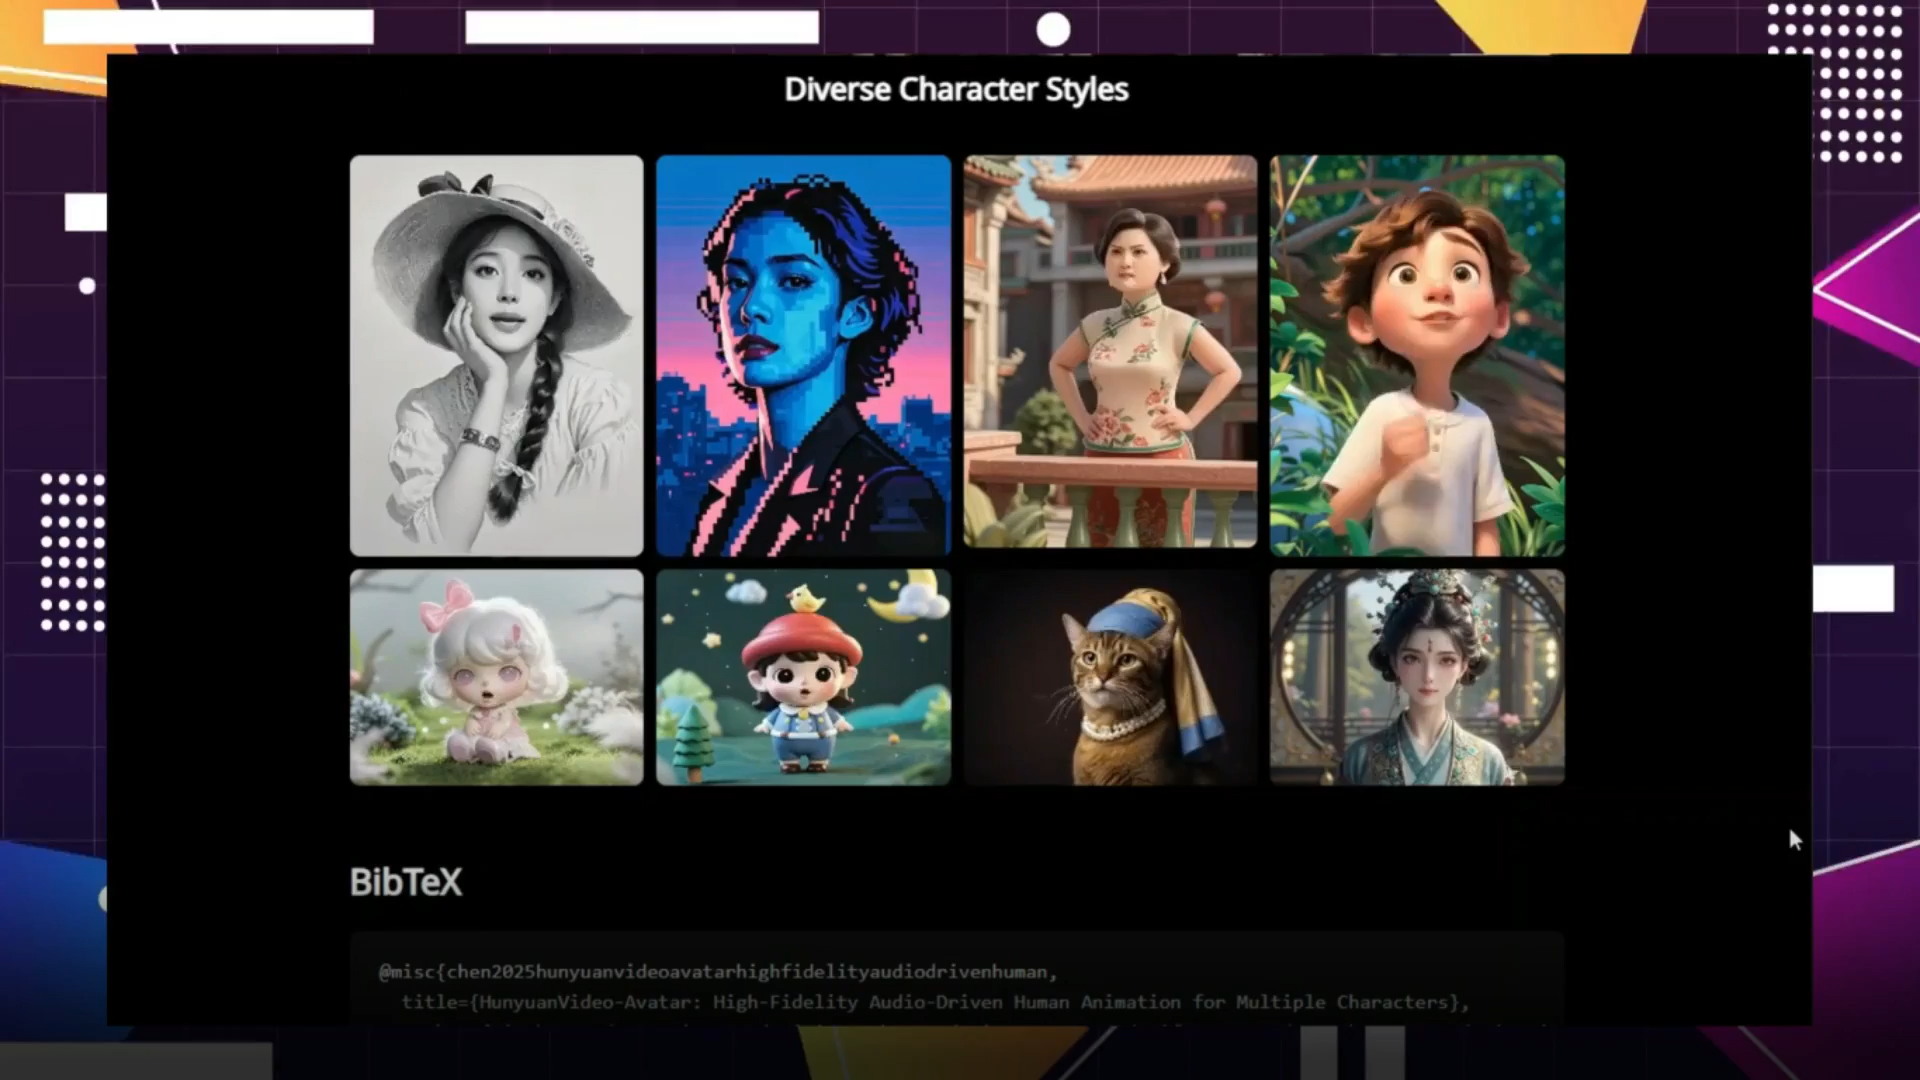 Diverse Character Styles
BibTeX
@misc{chen2025hunyuanvideoavatarhighfidelityaudiodrivenhuman,
title={HunyuanVideo-Avatar: High-Fidelity Audio-Driven Human Animation for Multiple Characters},